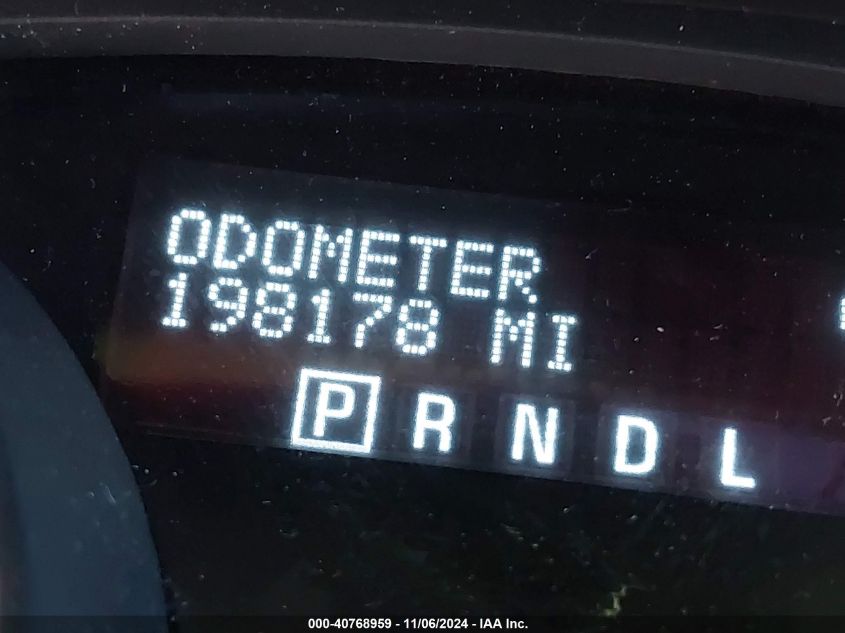 ODOMETER
198178 MI
P R N D L
000-40768959 - 11/06/2024 - IAA Inc.